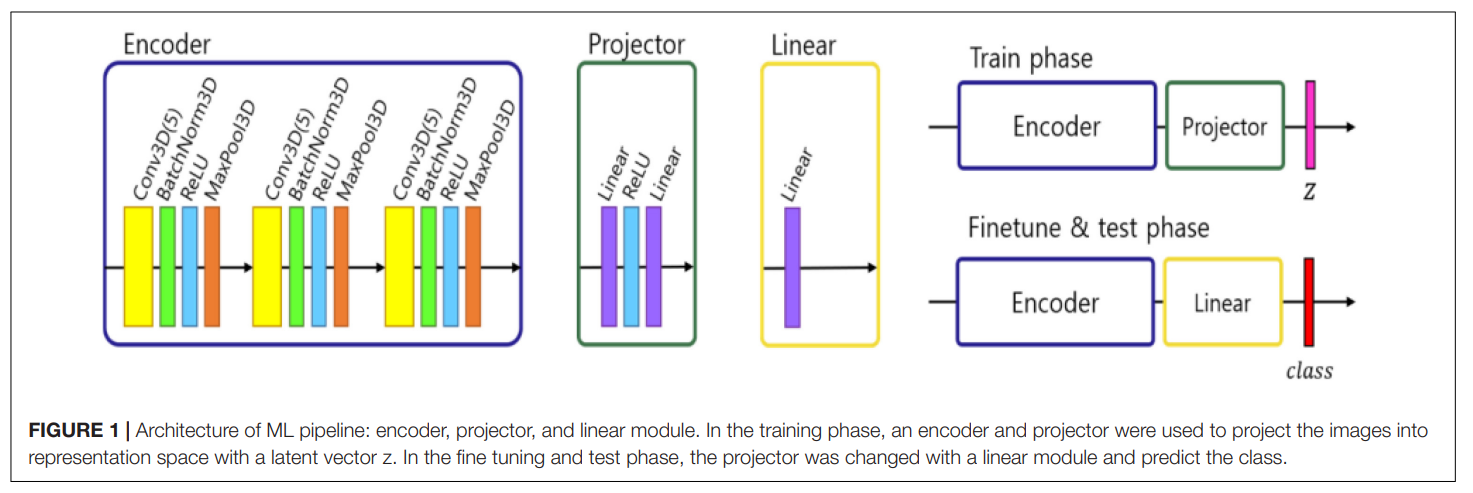 Encoder
Conv3D(5)
BatchNorm3D
ReLU
MaxPool3D
Conv3D(5)
BatchNorm3D
ReLU
MaxPool3D
Conv3D(5)
BatchNorm3D
ReLU
MaxPool3D
Projector
Linear
ReLU
Linear
Linear
Linear
Train phase
Encoder
Projector
z
Finetune & test phase
Encoder
Linear
class
FIGURE 1 | Architecture of ML pipeline: encoder, projector, and linear module. In the training phase, an encoder and projector were used to project the images into
representation space with a latent vector z. In the fine tuning and test phase, the projector was changed with a linear module and predict the class.